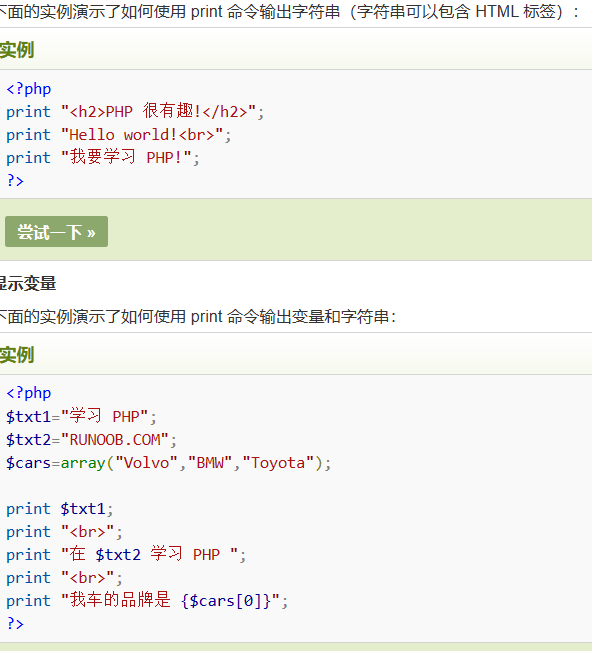 下面的实例演示了如何使用 print 命令输出字符串（字符串可以包含 HTML 标签）：
实例
<?php
print "<h2>PHP 很有趣!</h2>";
print "Hello world!<br>";
print "我要学习 PHP!";
?>
尝试一下 »
显示变量
下面的实例演示了如何使用 print 命令输出变量和字符串：
实例
<?php
$txt1="学习 PHP";
$txt2="RUNOOB.COM";
$cars=array("Volvo","BMW","Toyota");
print $txt1;
print "<br>";
print "在 $txt2 学习 PHP ";
print "<br>";
print "我车的品牌是 {$cars[0]}";
?>